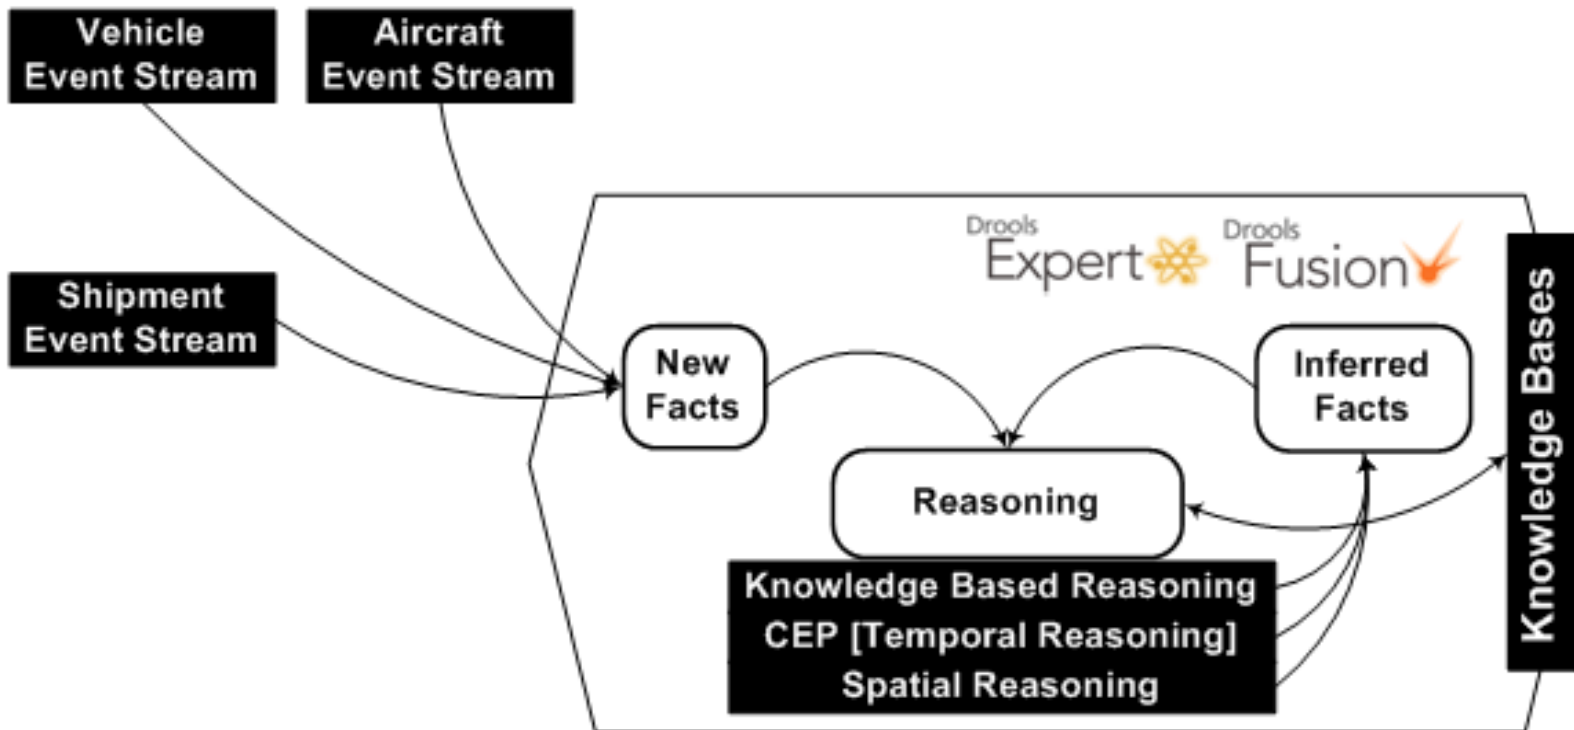 Vehicle
Event Stream
Aircraft
Event Stream
Shipment
Event Stream
Drools
Expert
Drools
Fusion
New
Facts
Inferred
Facts
Reasoning
Knowledge Based Reasoning
CEP [Temporal Reasoning]
Spatial Reasoning
Knowledge Bases